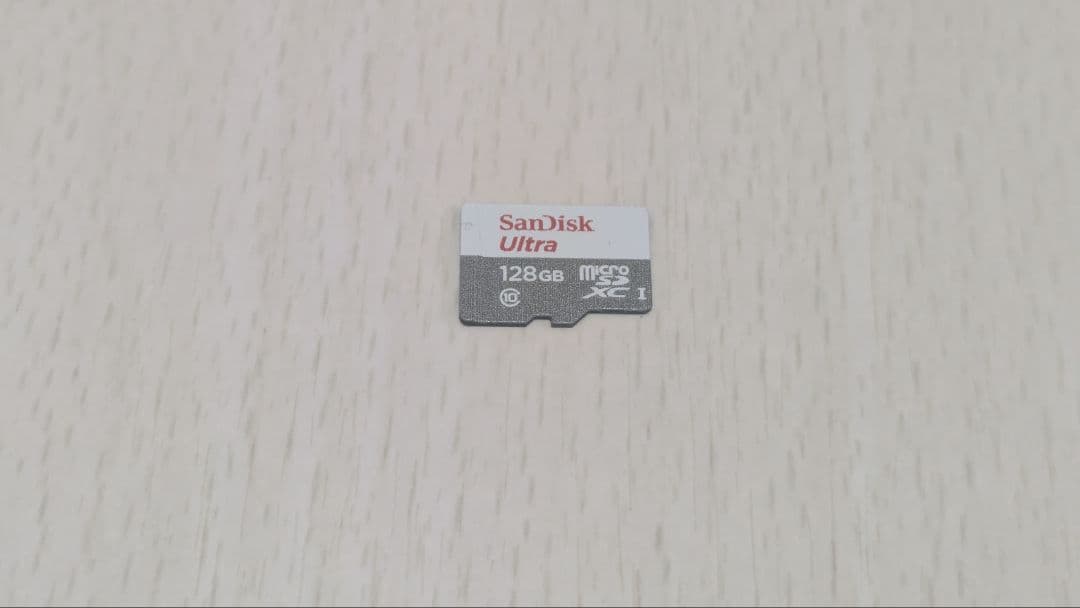 SanDisk
Ultra
128GB
micro SD XC I
10